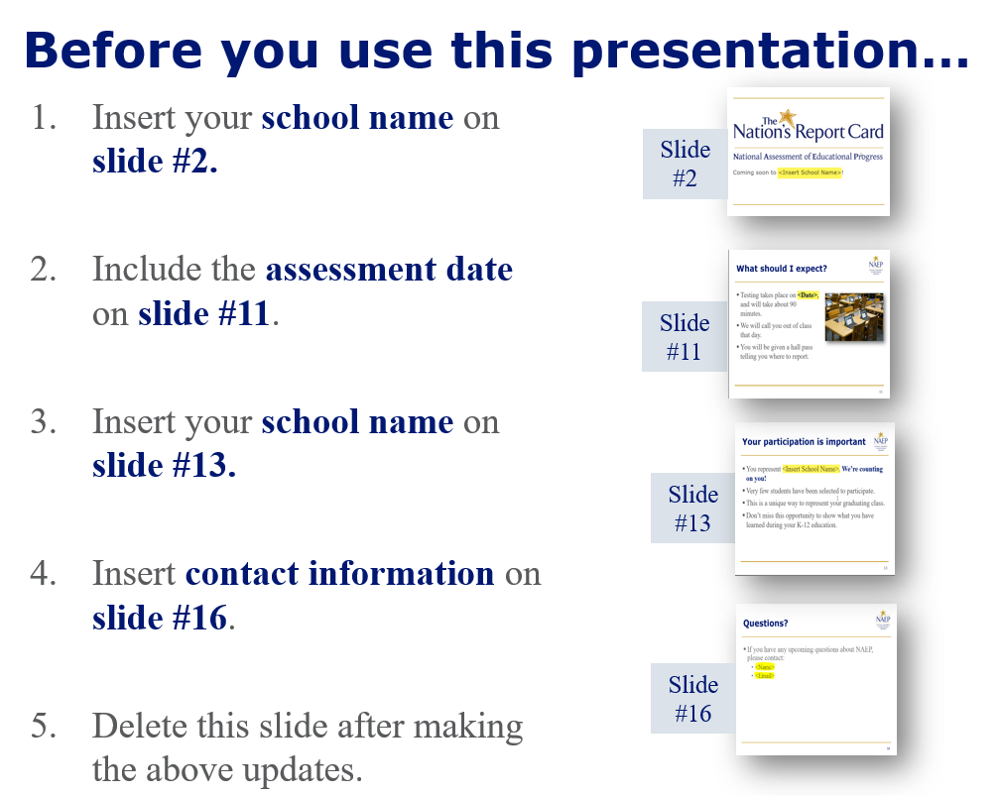 Before you use this presentation...
1. Insert your school name on
slide #2.
2. Include the assessment date
on slide #11.
3. Insert your school name on
slide #13.
4. Insert contact information on
slide #16.
5. Delete this slide after making
the above updates.
Slide
#2
The
Nation's Report Card
National Assessment of Educational Progress
Coming soon to <Insert School Name>!
Slide
#11
What should I expect?
NAEP
• Testing takes place on <Date>,
and will take about 90
minutes.
• We will call you out of class
that day.
• You will be given a hall pass
telling you where to report.
Slide
#13
Your participation is important
NAEP
• You represent <Insert School Name>. We're counting
on you!
• Very few students have been selected to participate.
• This is a unique way to represent your graduating class.
• Don't miss this opportunity to show what you have
learned during your K-12 education.
Slide
#16
Questions?
NAEP
• If you have any upcoming questions about NAEP,
please contact:
• <Name>
• <Email>